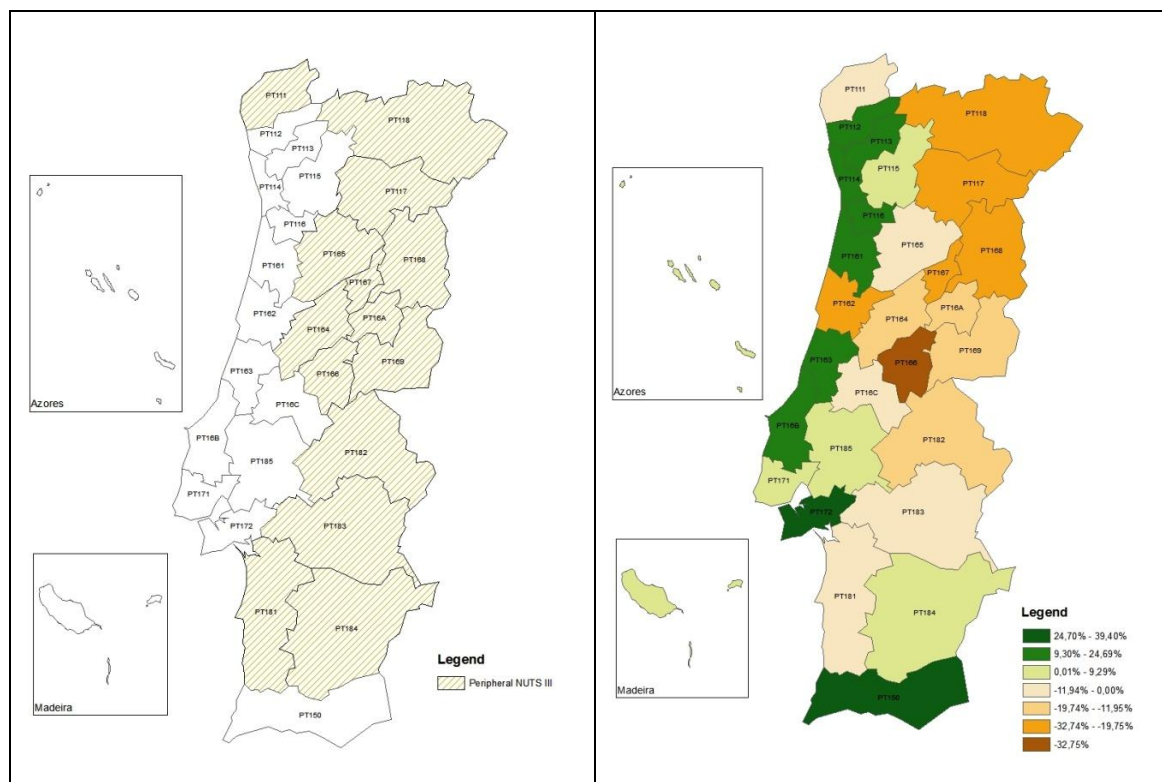 PT111
PT118
PT112
PT113
PT115
PT114
PT117
PT116
PT165
PT168
PT161
PT167
PT162
PT16A
PT164
PT163
PT169
PT166
PT16C
PT16B
PT182
PT185
PT171
PT172
PT183
PT181
PT184
PT150
Azores
Madeira
Legend
Peripheral NUTS III
PT111
PT118
PT112
PT113
PT115
PT114
PT117
PT116
PT165
PT168
PT161
PT167
PT162
PT16A
PT164
PT163
PT169
PT166
PT16C
PT16B
PT182
PT185
PT171
PT172
PT183
PT181
PT184
PT150
Azores
Madeira
Legend
24,70% - 39,40%
9,30% - 24,69%
0,01% - 9,29%
-11,94% - 0,00%
-19,74% - -11,95%
-32,74% - -19,75%
-32,75%